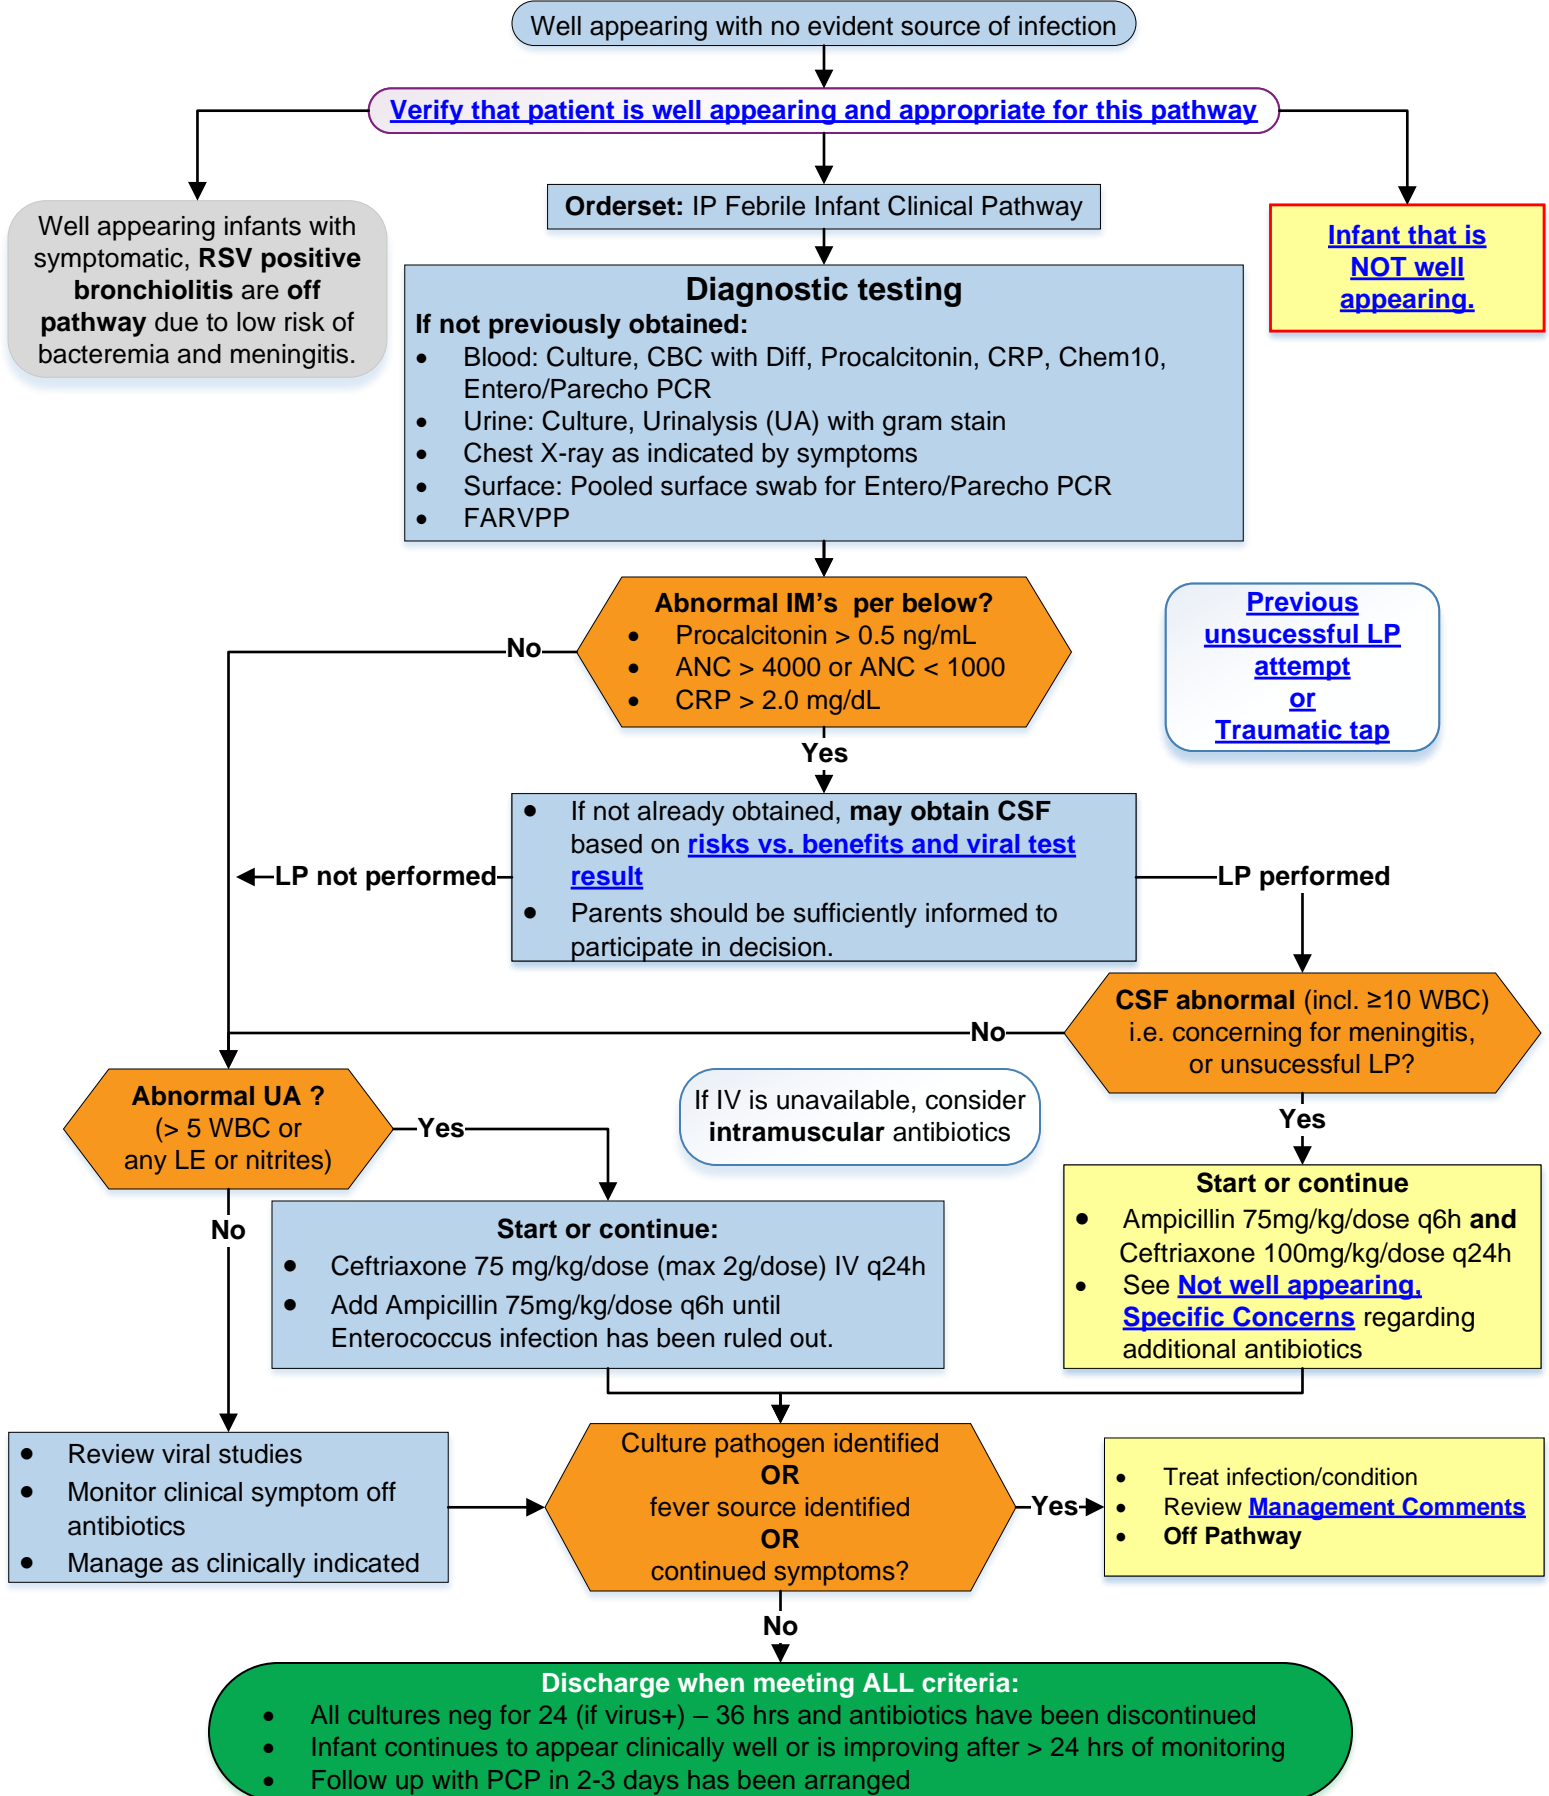 Well appearing with no evident source of infection
Verify that patient is well appearing and appropriate for this pathway
Well appearing infants with
symptomatic, RSV positive
bronchiolitis are off
pathway due to low risk of
bacteremia and meningitis.
Orderset: IP Febrile Infant Clinical Pathway
Infant that is
NOT well
appearing.
Diagnostic testing
If not previously obtained:
• Blood: Culture, CBC with Diff, Procalcitonin, CRP, Chem10,
Entero/Parecho PCR
• Urine: Culture, Urinalysis (UA) with gram stain
• Chest X-ray as indicated by symptoms
• Surface: Pooled surface swab for Entero/Parecho PCR
• FARVPP
Abnormal IM's per below?
• Procalcitonin > 0.5 ng/mL
• ANC > 4000 or ANC < 1000
• CRP > 2.0 mg/dL
No
Yes
Previous
unsucessful LP
attempt
or
Traumatic tap
• If not already obtained, may obtain CSF
based on risks vs. benefits and viral test
result
• Parents should be sufficiently informed to
participate in decision.
LP not performed
LP performed
CSF abnormal (incl. ≥10 WBC)
i.e. concerning for meningitis,
or unsucessful LP?
No
Yes
Abnormal UA ?
(> 5 WBC or
any LE or nitrites)
Yes
No
If IV is unavailable, consider
intramuscular antibiotics
Start or continue:
• Ceftriaxone 75 mg/kg/dose (max 2g/dose) IV q24h
• Add Ampicillin 75mg/kg/dose q6h until
Enterococcus infection has been ruled out.
Start or continue
• Ampicillin 75mg/kg/dose q6h and
Ceftriaxone 100mg/kg/dose q24h
• See Not well appearing,
Specific Concerns regarding
additional antibiotics
• Review viral studies
• Monitor clinical symptom off
antibiotics
• Manage as clinically indicated
Culture pathogen identified
OR
fever source identified
OR
continued symptoms?
Yes
No
• Treat infection/condition
• Review Management Comments
• Off Pathway
Discharge when meeting ALL criteria:
• All cultures neg for 24 (if virus+) – 36 hrs and antibiotics have been discontinued
• Infant continues to appear clinically well or is improving after > 24 hrs of monitoring
• Follow up with PCP in 2-3 days has been arranged